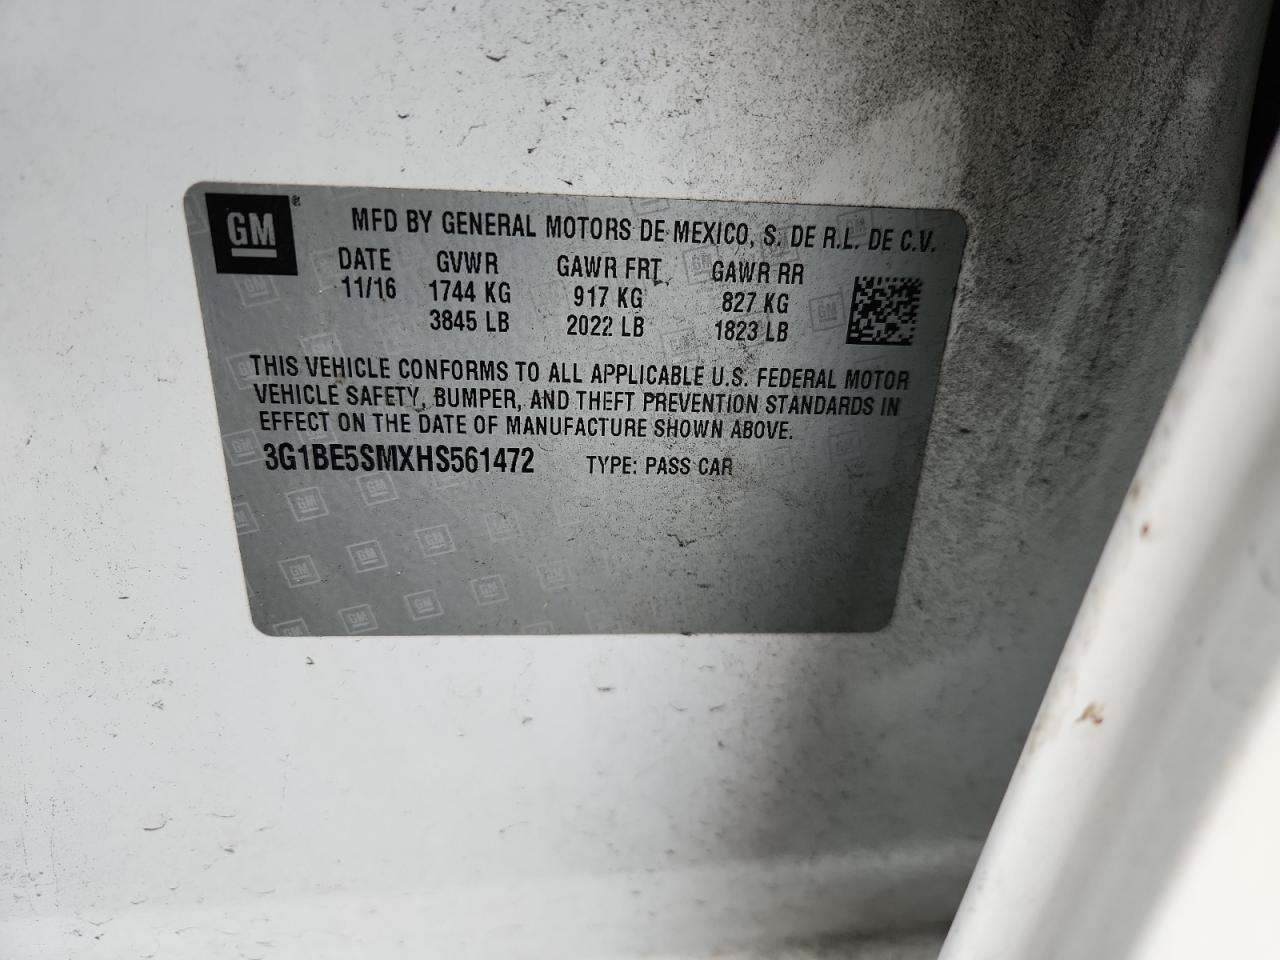 GM®
MFD BY GENERAL MOTORS DE MEXICO, S. DE R.L. DE C.V.
DATE GVWR GAWR FRT GAWR RR
11/16 1744 KG 917 KG 827 KG
3845 LB 2022 LB 1823 LB
THIS VEHICLE CONFORMS TO ALL APPLICABLE U.S. FEDERAL MOTOR
VEHICLE SAFETY, BUMPER, AND THEFT PREVENTION STANDARDS IN
EFFECT ON THE DATE OF MANUFACTURE SHOWN ABOVE.
3G1BE5SMXHS561472 TYPE: PASS CAR